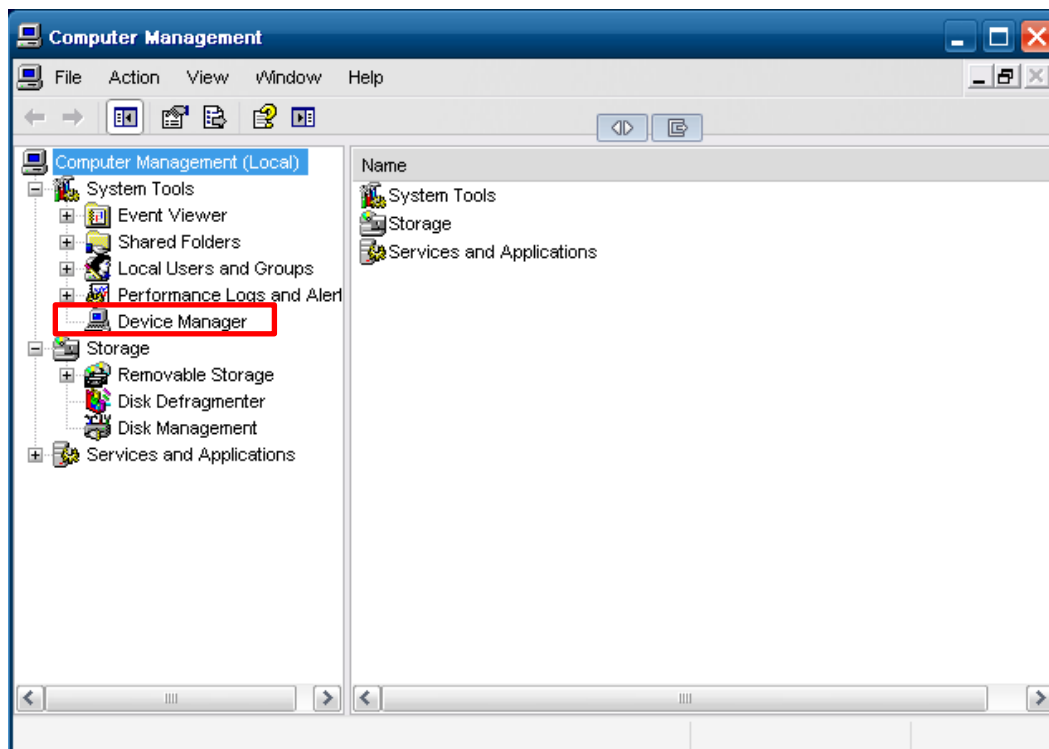 Computer Management
File Action View Window Help
Computer Management (Local)
System Tools
Event Viewer
Shared Folders
Local Users and Groups
Performance Logs and Alert
Device Manager
Storage
Removable Storage
Disk Defragmenter
Disk Management
Services and Applications
Name
System Tools
Storage
Services and Applications